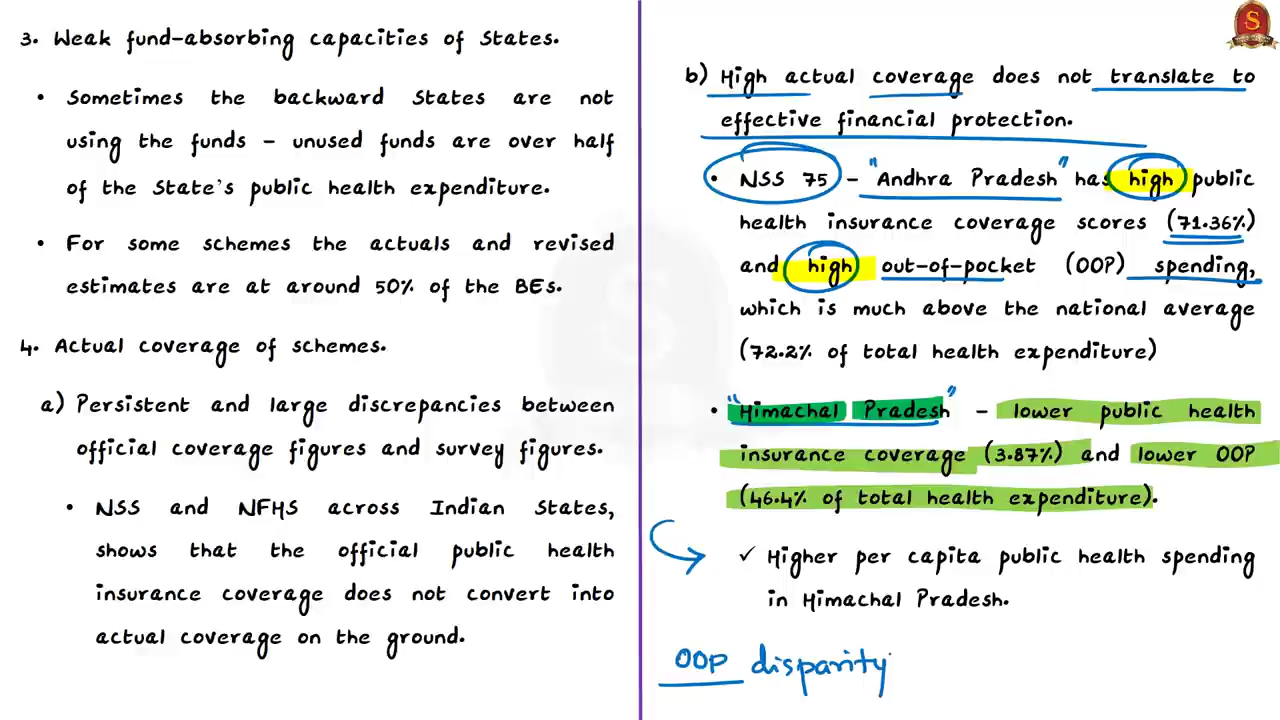 3. Weak fund-absorbing capacities of States.
• Sometimes the backward States are not
using the funds – unused funds are over half
of the State's public health expenditure.
• For some schemes the actuals and revised
estimates are at around 50% of the BEs.
4. Actual coverage of schemes.
a) Persistent and large discrepancies between
official coverage figures and survey figures.
• NSS and NFHS across Indian States,
shows that the official public health
insurance coverage does not convert into
actual coverage on the ground.
b) High actual coverage does not translate to
effective financial protection.
• NSS 75 – "Andhra Pradesh" has high public
health insurance coverage scores (71.36%)
and high out-of-pocket (OOP) spending,
which is much above the national average
(72.2% of total health expenditure)
• "Himachal Pradesh" – lower public health
insurance coverage (3.87%) and lower OOP
(46.4% of total health expenditure).
✓ Higher per capita public health spending
in Himachal Pradesh.
OOP disparity